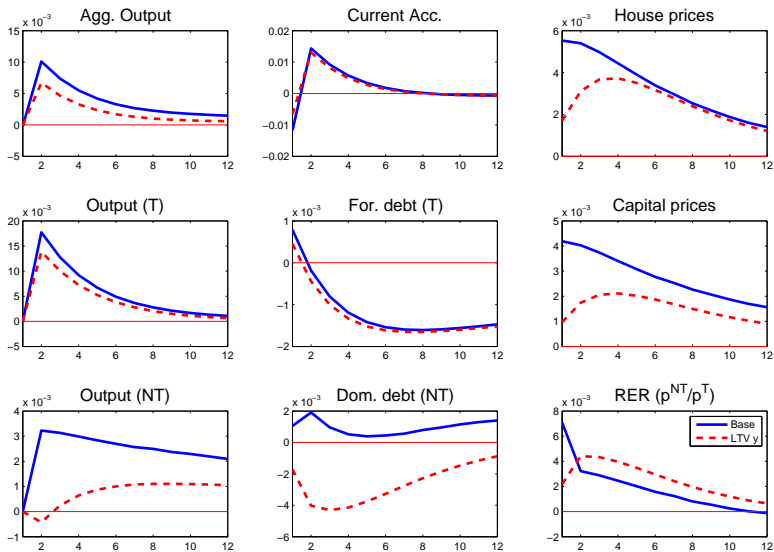 Agg. Output
x 10⁻³
15
10
5
0
−5
2 4 6 8 10 12
Current Acc.
0.02
0.01
0
−0.01
−0.02
2 4 6 8 10 12
House prices
x 10⁻³
6
4
2
0
2 4 6 8 10 12
Output (T)
x 10⁻³
20
15
10
5
0
−5
2 4 6 8 10 12
For. debt (T)
x 10⁻³
1
0
−1
−2
2 4 6 8 10 12
Capital prices
x 10⁻³
5
4
3
2
1
0
2 4 6 8 10 12
Output (NT)
x 10⁻³
4
3
2
1
0
−1
2 4 6 8 10 12
Dom. debt (NT)
x 10⁻³
2
0
−2
−4
−6
2 4 6 8 10 12
RER (p^NT/p^T)
x 10⁻³
8
6
4
2
0
−2
2 4 6 8 10 12
Base
LTV y